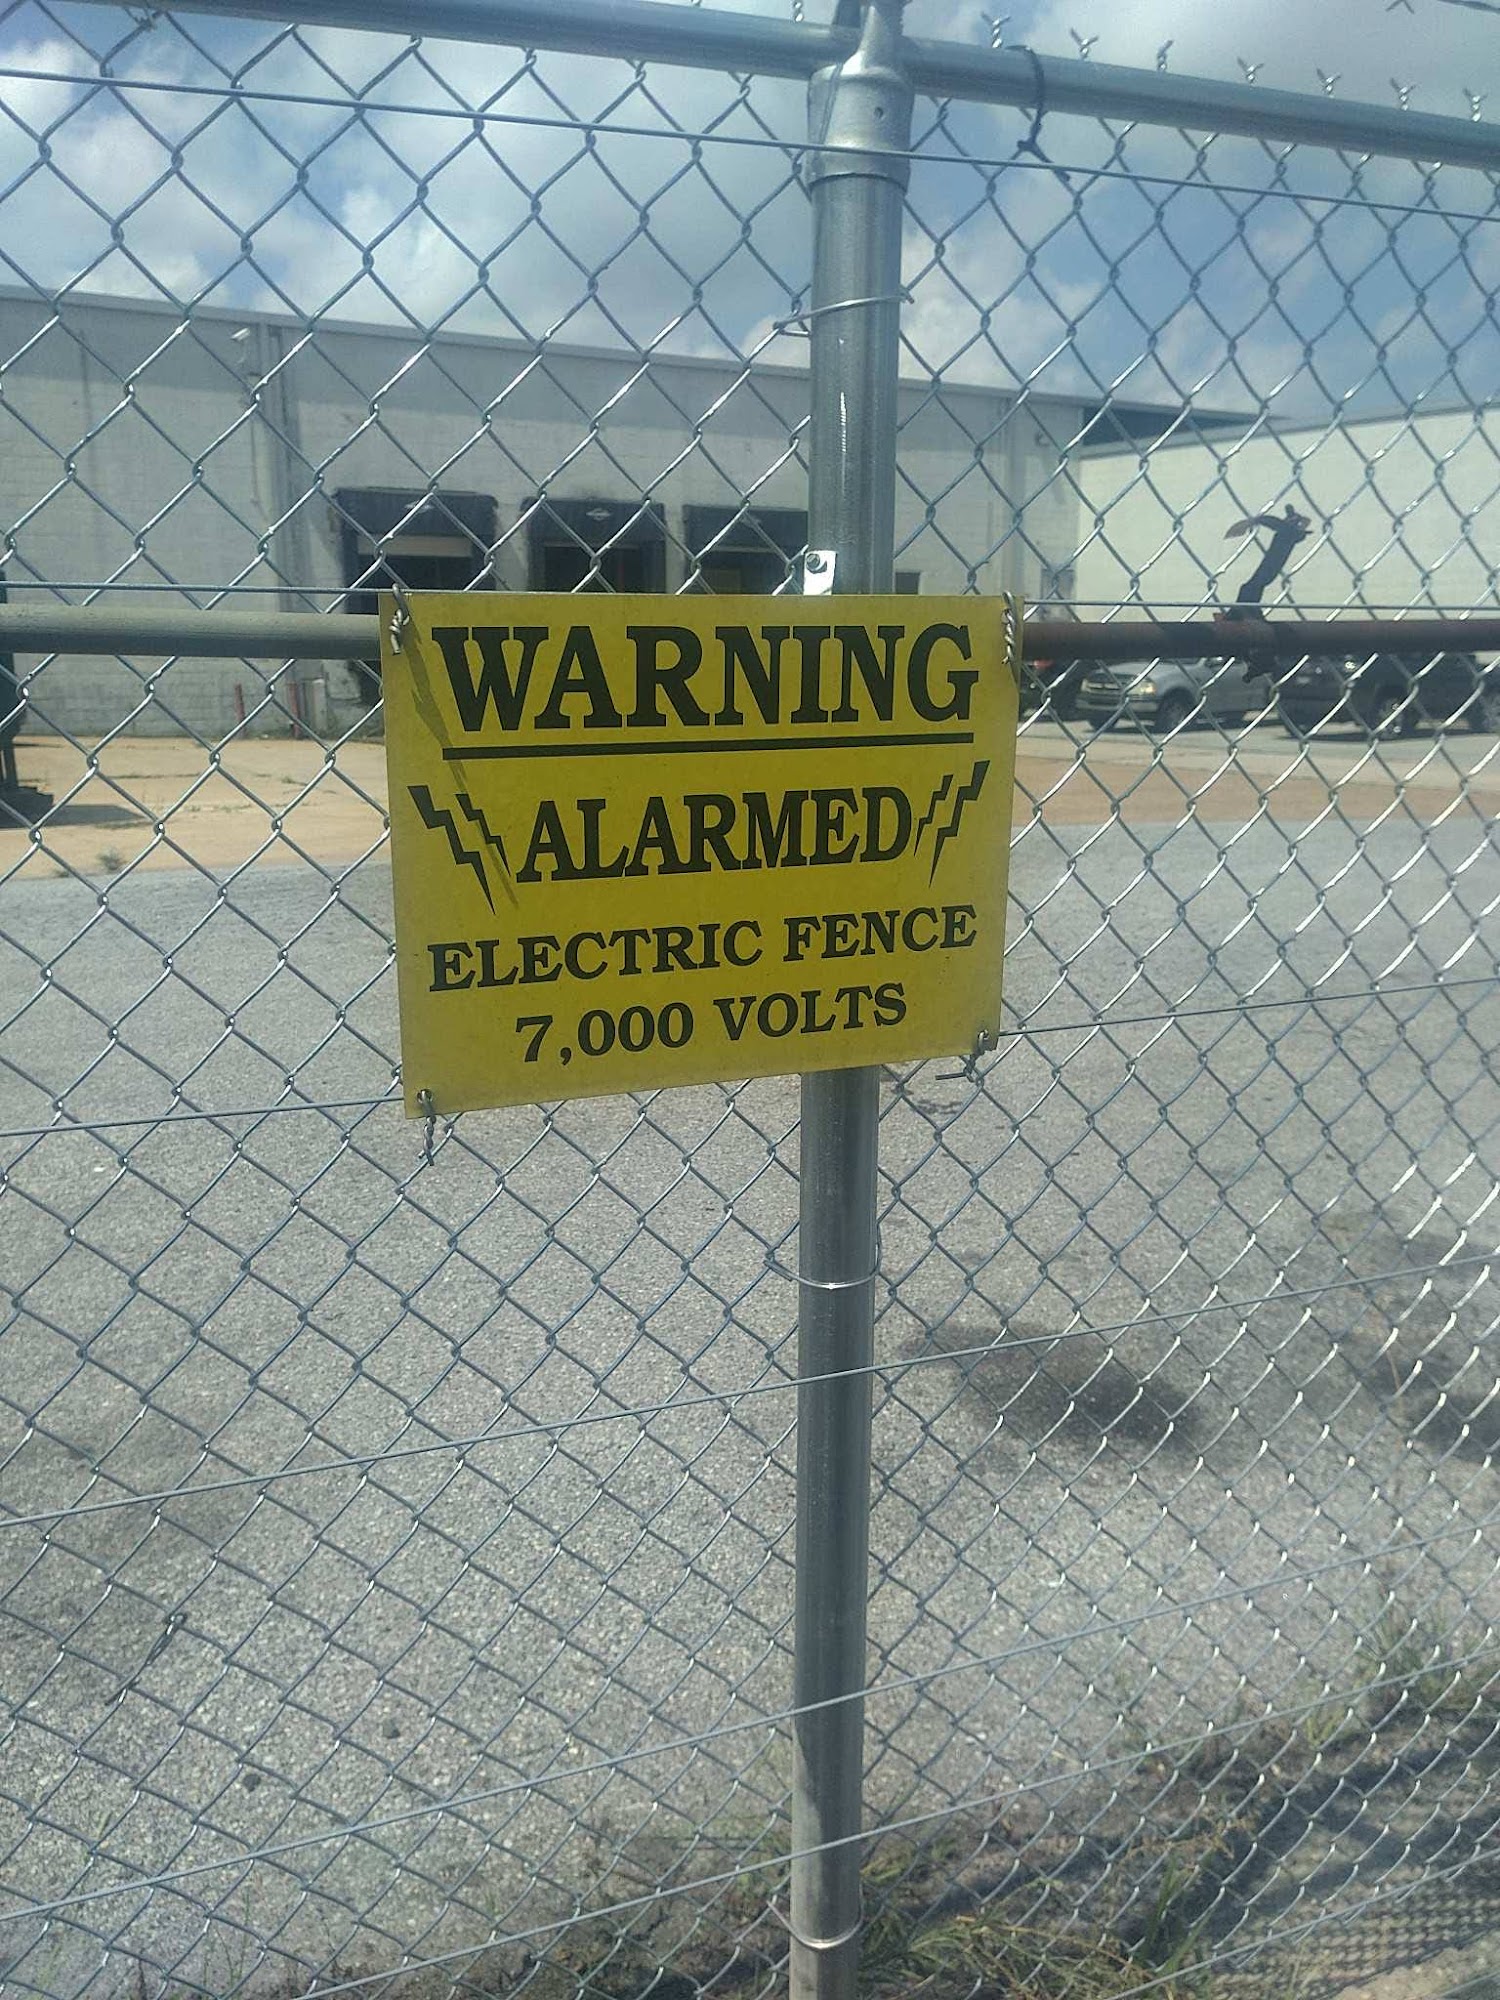 WARNING
ALARMED
ELECTRIC FENCE
7,000 VOLTS